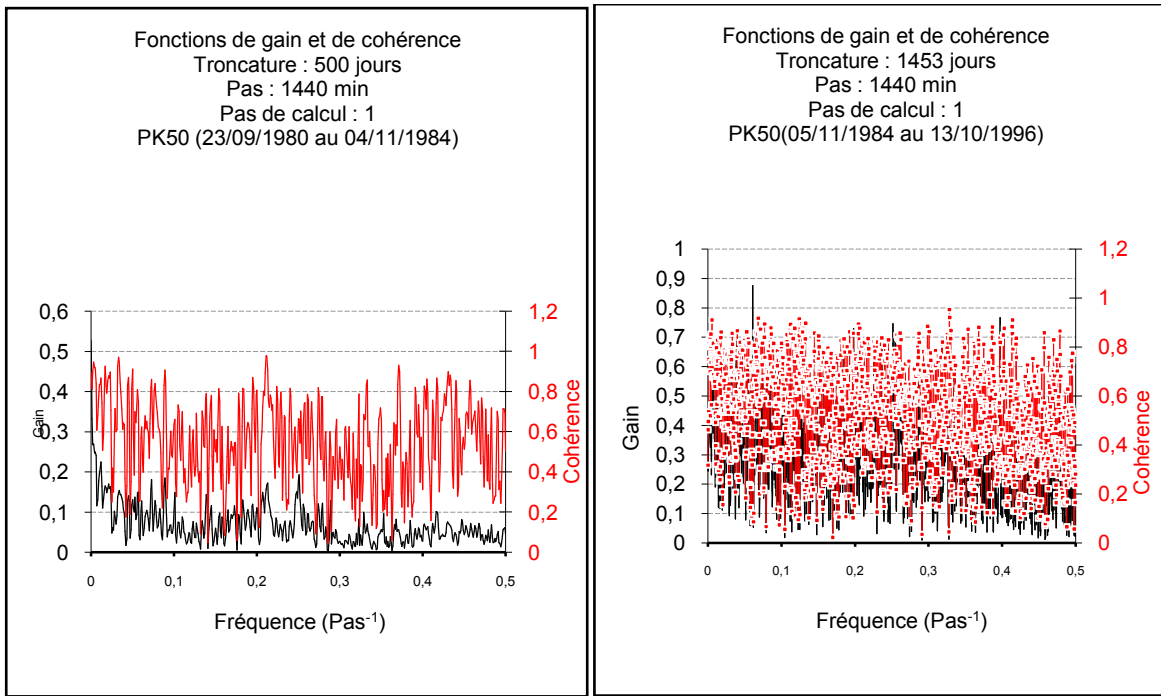 Fonctions de gain et de cohérence
Troncature : 500 jours
Pas : 1440 min
Pas de calcul : 1
PK50 (23/09/1980 au 04/11/1984)
0,6
0,5
0,4
0,3
0,2
0,1
0
Gain
1,2
1
0,8
0,6
0,4
0,2
0
Cohérence
0
0,1
0,2
0,3
0,4
0,5
Fréquence (Pas⁻¹)
Fonctions de gain et de cohérence
Troncature : 1453 jours
Pas : 1440 min
Pas de calcul : 1
PK50(05/11/1984 au 13/10/1996)
1
0,9
0,8
0,7
0,6
0,5
0,4
0,3
0,2
0,1
0
Gain
1,2
1
0,8
0,6
0,4
0,2
0
Cohérence
0
0,1
0,2
0,3
0,4
0,5
Fréquence (Pas⁻¹)